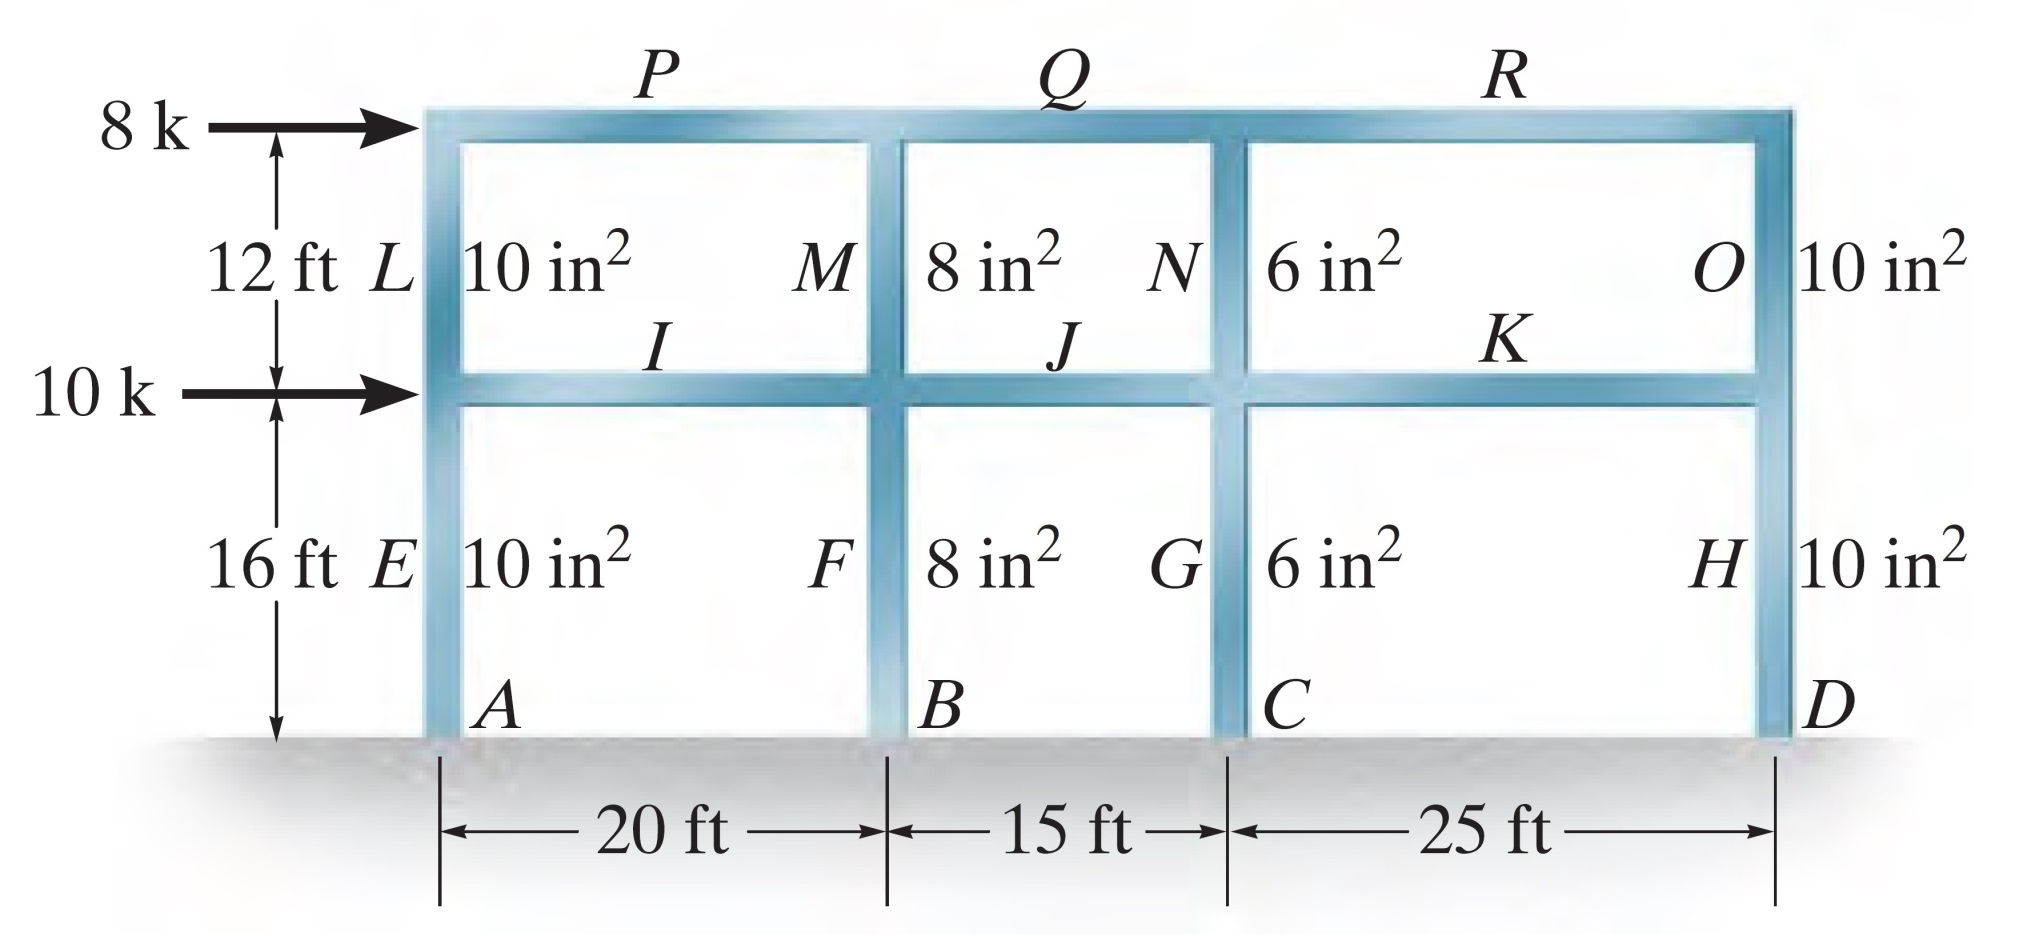 P Q R
8 k
12 ft L 10 in² M 8 in² N 6 in² O 10 in²
I J K
10 k
16 ft E 10 in² F 8 in² G 6 in² H 10 in²
A B C D
20 ft 15 ft 25 ft